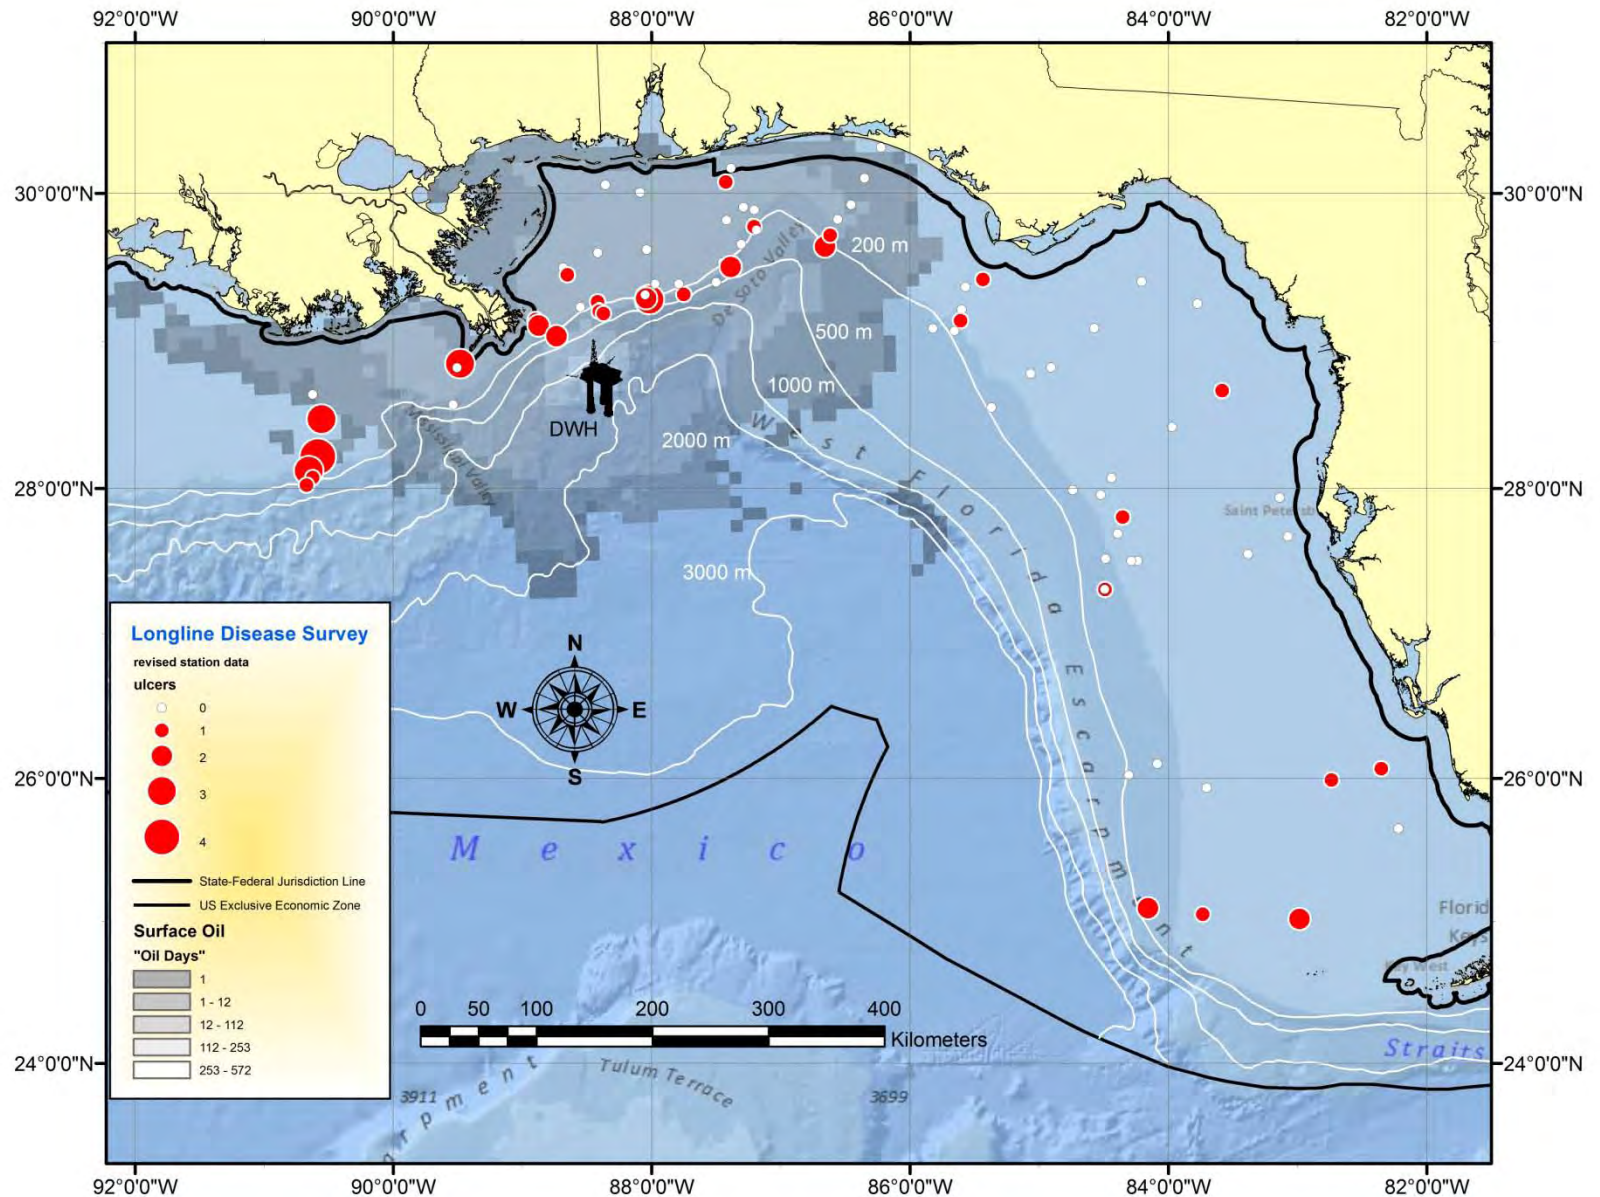 92°0'0"W 90°0'0"W 88°0'0"W 86°0'0"W 84°0'0"W 82°0'0"W
30°0'0"N 30°0'0"N
De Soto Valley
200 m
500 m
1000 m
DWH
2000 m
Mississippi Valley
West Florida Escarpment
28°0'0"N 28°0'0"N
Saint Petersb
3000 m
N
W E
S
26°0'0"N 26°0'0"N
Mexico
Longline Disease Survey
revised station data
ulcers
0
1
2
3
4
State-Federal Jurisdiction Line
US Exclusive Economic Zone
Surface Oil
"Oil Days"
1
1 - 12
12 - 112
112 - 253
253 - 572
Florid
Keys
Key West
0 50 100 200 300 400
Kilometers
24°0'0"N 24°0'0"N
Straits
Tulum Terrace
3911
3699
arpment
92°0'0"W 90°0'0"W 88°0'0"W 86°0'0"W 84°0'0"W 82°0'0"W